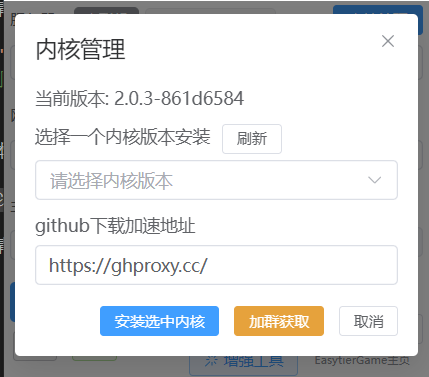 内核管理
当前版本: 2.0.3-861d6584
选择一个内核版本安装 刷新
请选择内核版本
github下载加速地址
https://ghproxy.cc/
安装选中内核 加群获取 取消
增强工具 EasytierGame主页